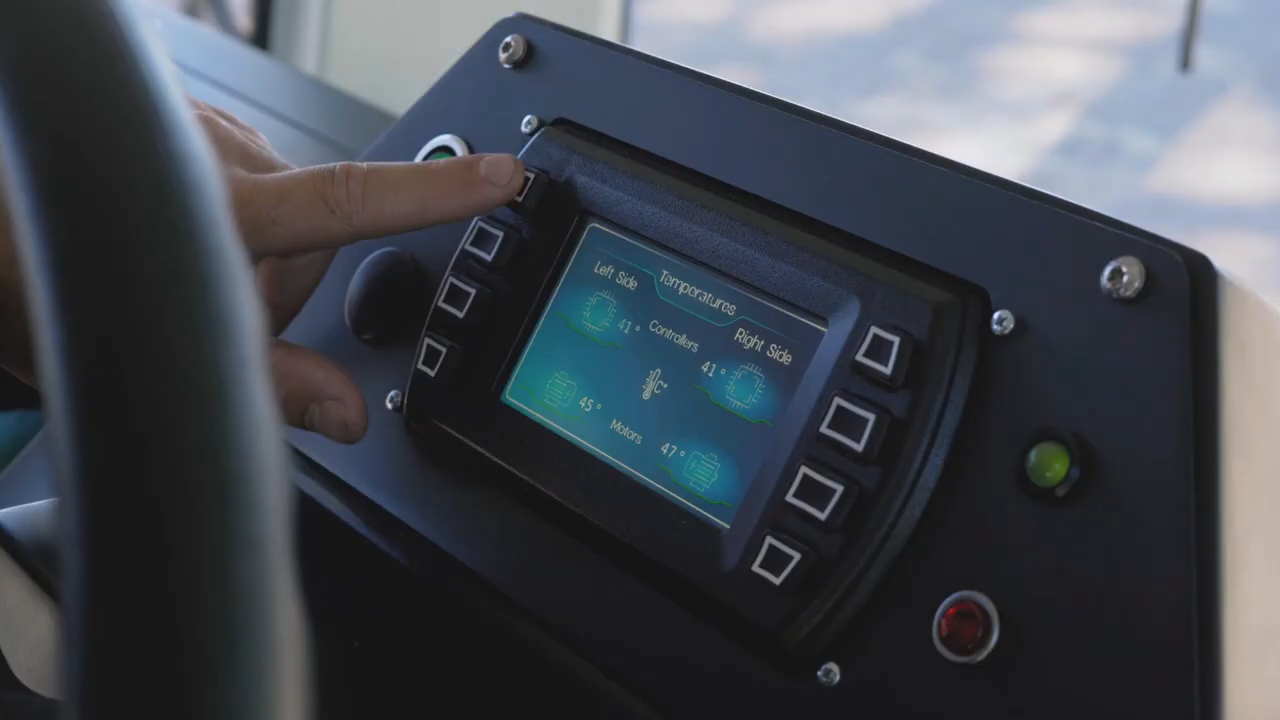 Temperatures
Left Side
Right Side
41°
Controllers
41°
C°
45°
Motors
47°